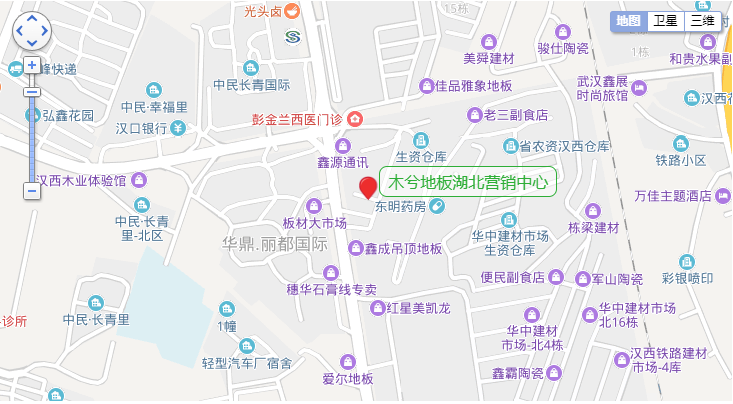 光头卤
15栋
地图
卫星
三维
骏仕陶瓷
美舜建材
1栋
和贵水果副
峰快递
中民长青国际
佳品雅象地板
武汉鑫展
时尚旅馆
中民·幸福里
汉西
弘鑫花园
汉口银行
彭金兰西医门诊
老三副食店
鑫源通讯
生资仓库
省农资汉西仓库
铁路小区
汉西木业体验馆
木兮地板湖北营销中心
万佳主题酒店
中民·长青
里-北区
板材大市场
东明药房
栋梁建材
华鼎.丽都国际
鑫成吊顶地板
华中建材市场
生资仓库
穗华石膏线专卖
便民副食店
军山陶瓷
彩银喷印
中民·长青里
诊所
1幢
红星美凯龙
华中建材市场
北16栋
华中建材
市场-北4栋
轻型汽车厂宿舍
爱尔地板
汉西铁路建材
市场-4库
鑫霸陶瓷